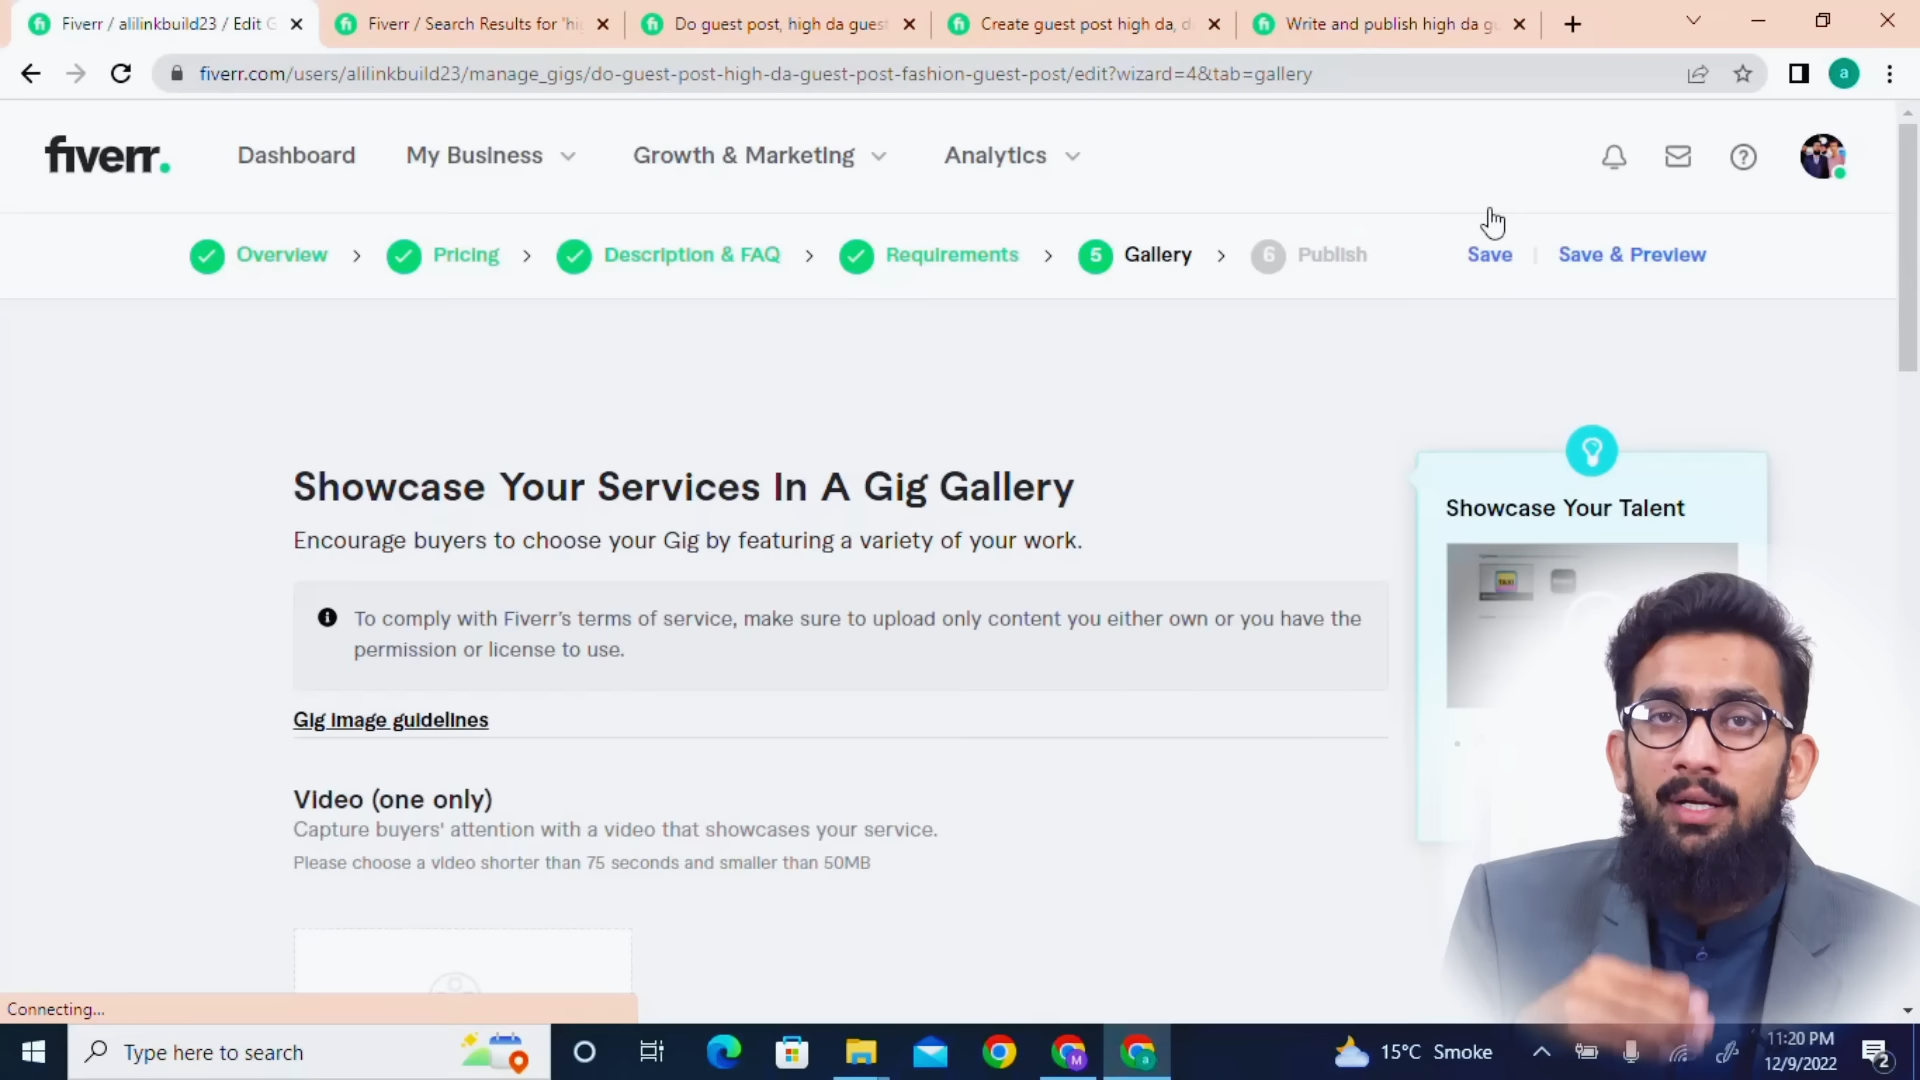 Fiverr / alilinkbuild23 / Edit G
Fiverr / Search Results for 'hi
Do guest post, high da guest
Create guest post high da, d
Write and publish high da g
fiverr.com/users/alilinkbuild23/manage_gigs/do-guest-post-high-da-guest-post-fashion-guest-post/edit?wizard=4&tab=gallery
a
fiverr.
Dashboard
My Business
Growth & Marketing
Analytics
Overview
Pricing
Description & FAQ
Requirements
5 Gallery
6 Publish
Save
Save & Preview
Showcase Your Services In A Gig Gallery
Encourage buyers to choose your Gig by featuring a variety of your work.
To comply with Fiverr's terms of service, make sure to upload only content you either own or you have the
permission or license to use.
Gig image guidelines
Video (one only)
Capture buyers' attention with a video that showcases your service.
Please choose a video shorter than 75 seconds and smaller than 50MB
Showcase Your Talent
TAXI
Connecting...
Type here to search
M
a
15°C Smoke
11:20 PM
12/9/2022
2